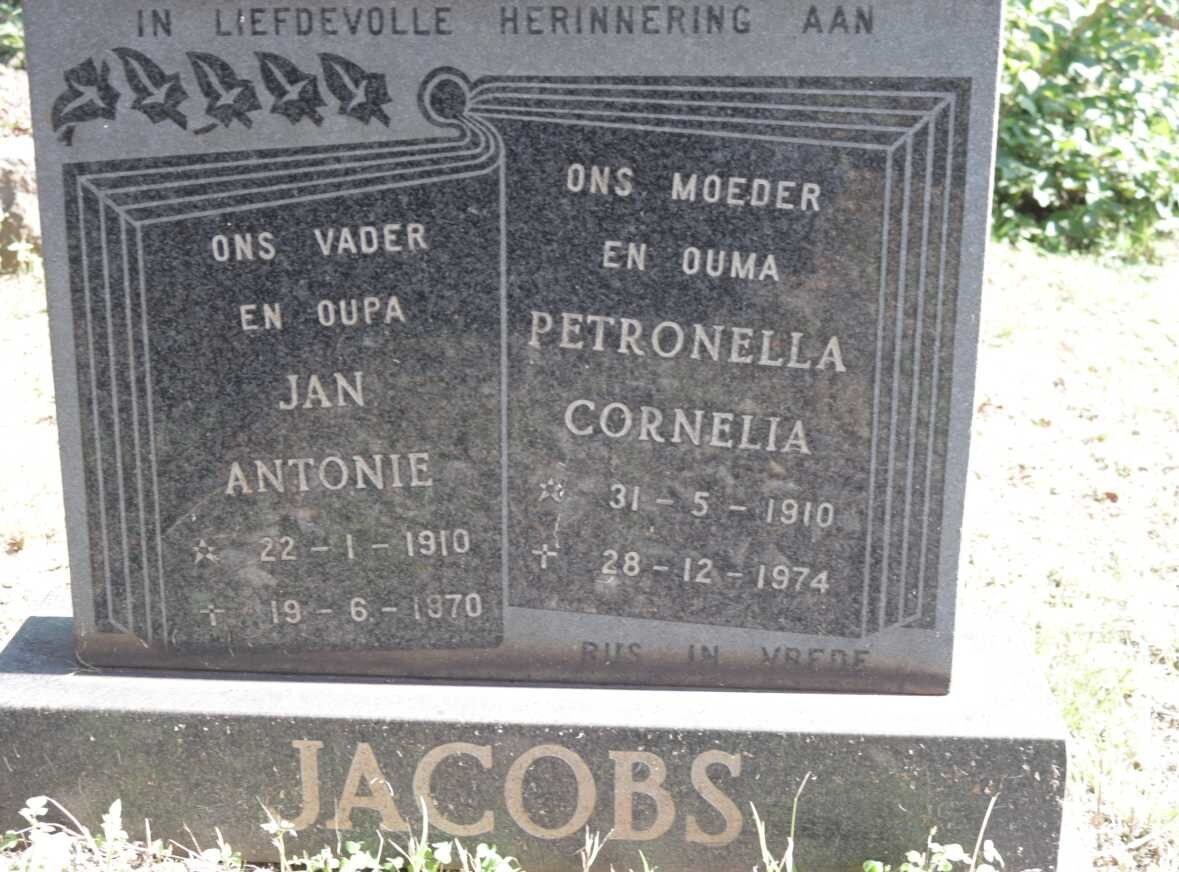 IN LIEFDEVOLLE HERINNERING AAN
ONS VADER
EN OUPA
JAN
ANTONIE
☆ 22-1-1910
✝ 19-6-1970
ONS MOEDER
EN OUMA
PETRONELLA
CORNELIA
☆ 31-5-1910
✝ 28-12-1974
RUS IN VREDE
JACOBS